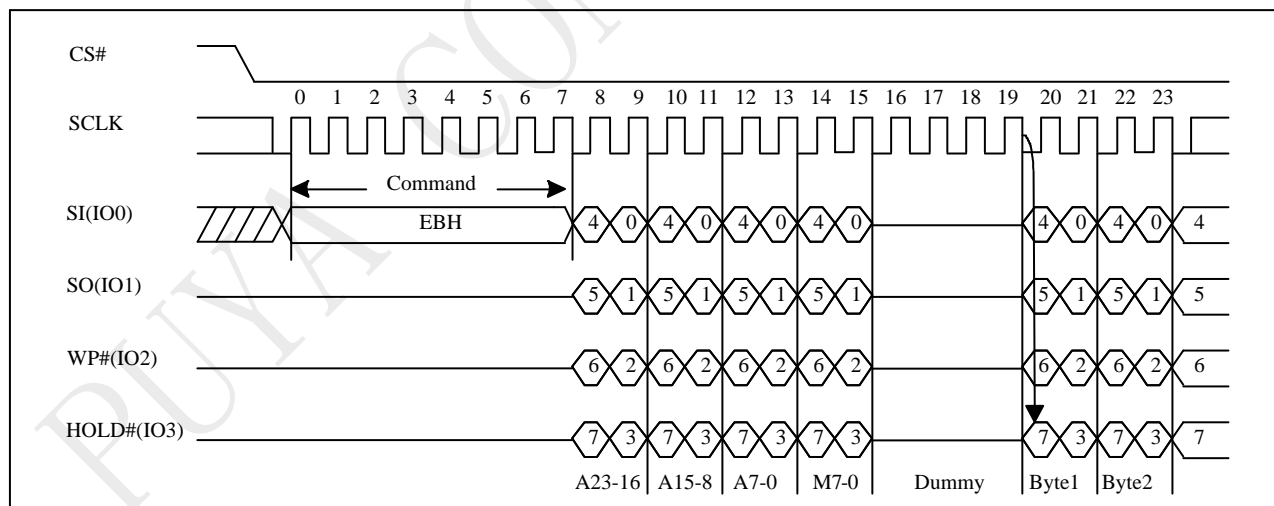 CS#
0 1 2 3 4 5 6 7 8 9 10 11 12 13 14 15 16 17 18 19 20 21 22 23
SCLK
Command
SI(IO0) EBH 4 0 4 0 4 0 4 0 4 0 4 0 4
SO(IO1) 5 1 5 1 5 1 5 1 5 1 5 1 5
WP#(IO2) 6 2 6 2 6 2 6 2 6 2 6 2 6
HOLD#(IO3) 7 3 7 3 7 3 7 3 7 3 7 3 7
A23-16 A15-8 A7-0 M7-0 Dummy Byte1 Byte2
PUYA